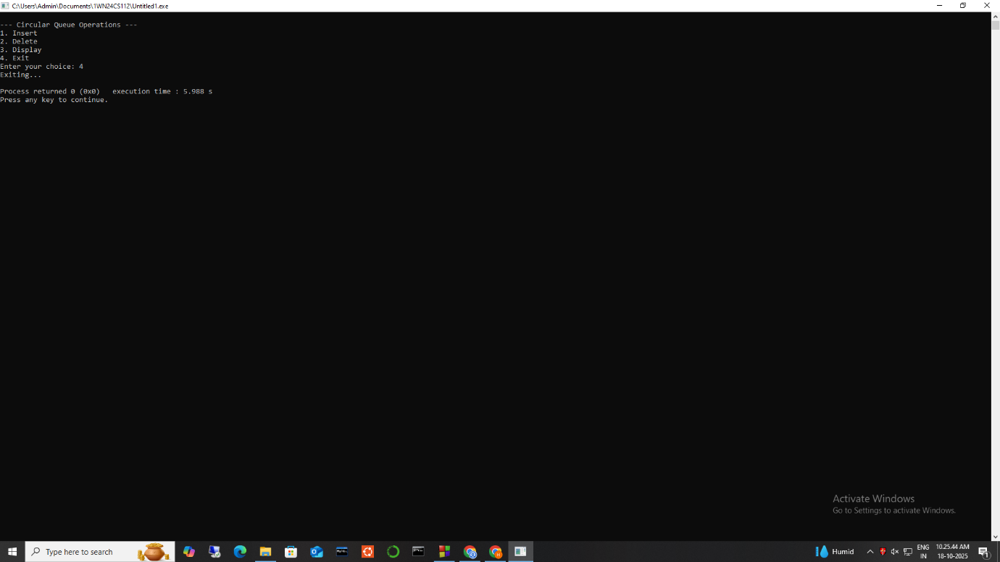 C:\Users\Admin\Documents\1WN24CS112\Untitled1.exe
--- Circular Queue Operations ---
1. Insert
2. Delete
3. Display
4. Exit
Enter your choice: 4
Exiting...
Process returned 0 (0x0)   execution time : 5.988 s
Press any key to continue.
Activate Windows
Go to Settings to activate Windows.
Type here to search
Humid
ENG
IN
10.25.44 AM
18-10-2025
1